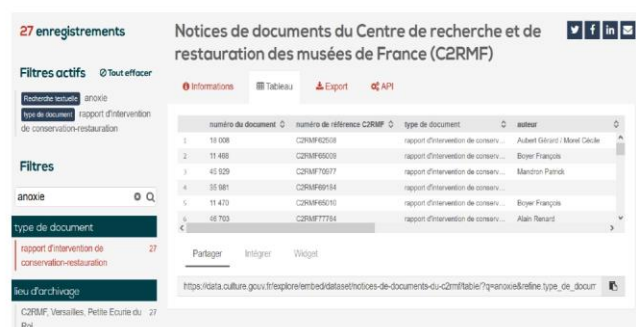 27 enregistrements
Filtres actifs Tout effacer
Recherche textuelle anoxie
type de document rapport d'intervention
de conservation-restauration
Filtres
anoxie
type de document
rapport d'intervention de 27
conservation-restauration
lieu d'archivage
C2RMF, Versailles, Petite Ecurie du 27
Roi
Notices de documents du Centre de recherche et de
restauration des musées de France (C2RMF)
Informations Tableau Export API
numéro du document numéro de référence C2RMF type de document auteur
1 18 008 C2RMF62508 rapport d'intervention de conserv... Aubert Gérard / Morel Cécile
2 11 468 C2RMF65009 rapport d'intervention de conserv... Boyer François
3 45 929 C2RMF70977 rapport d'intervention de conserv... Mandron Patrick
4 35 981 C2RMF69184 rapport d'intervention de conserv...
5 11 470 C2RMF65010 rapport d'intervention de conserv... Boyer François
6 48 703 C2RMF77764 rapport d'intervention de conserv... Alain Renard
Partager Intégrer Widget
https://data.culture.gouv.fr/explore/embed/dataset/notices-de-documents-du-c2rmf/table/?q=anoxie&refine.type_de_docum